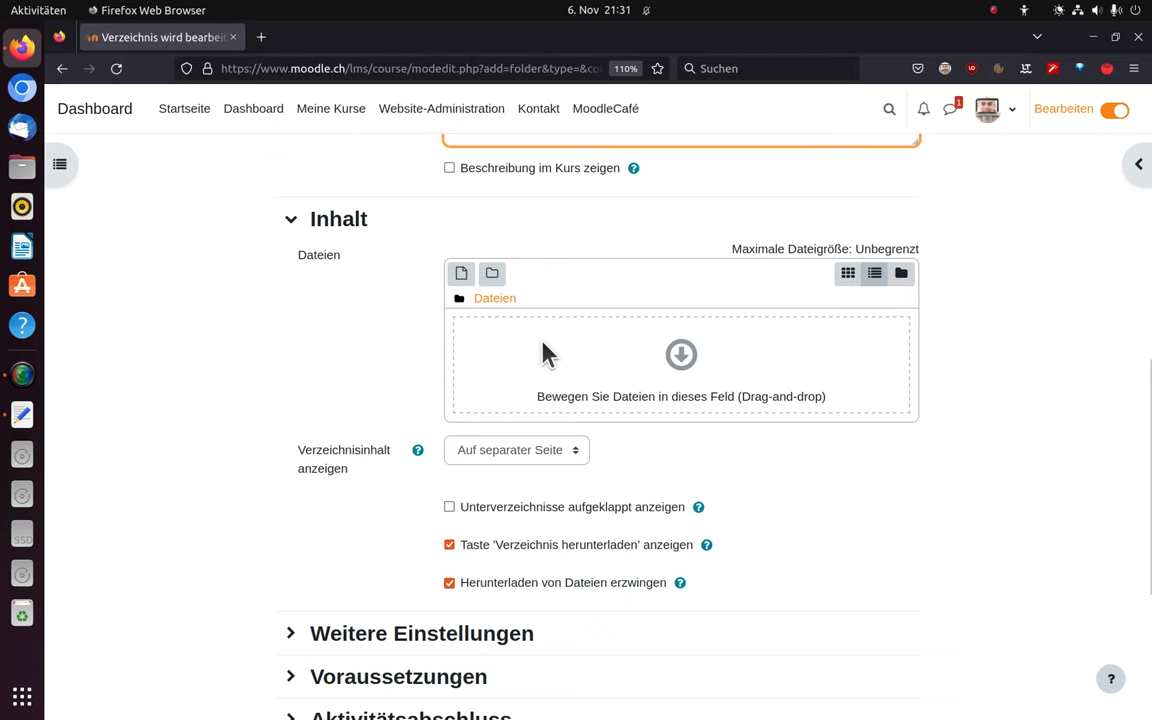 Aktivitäten
Firefox Web Browser
6. Nov 21:31
Verzeichnis wird bearbeit
https://www.moodle.ch/lms/course/modedit.php?add=folder&type=&co
110%
Suchen
Dashboard
Startseite
Dashboard
Meine Kurse
Website-Administration
Kontakt
MoodleCafé
1
Bearbeiten
Beschreibung im Kurs zeigen
Inhalt
Maximale Dateigröße: Unbegrenzt
Dateien
Dateien
Bewegen Sie Dateien in dieses Feld (Drag-and-drop)
Verzeichnisinhalt
anzeigen
Auf separater Seite
Unterverzeichnisse aufgeklappt anzeigen
Taste 'Verzeichnis herunterladen' anzeigen
Herunterladen von Dateien erzwingen
SSD
Weitere Einstellungen
Voraussetzungen
Aktivitätsabschluss